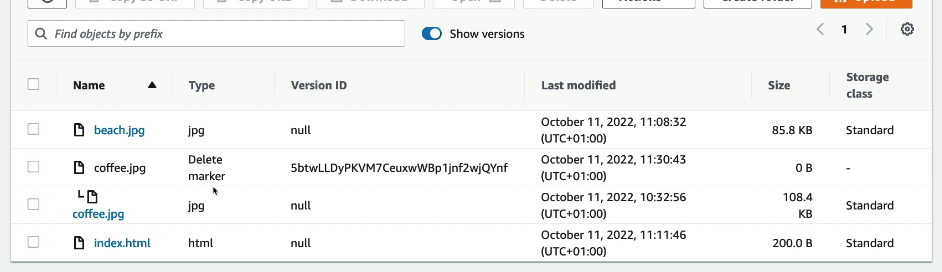 Find objects by prefix
Show versions
1
Name
Type
Version ID
Last modified
Size
Storage
class
beach.jpg
jpg
null
October 11, 2022, 11:08:32
(UTC+01:00)
85.8 KB
Standard
coffee.jpg
Delete
marker
5btwLLDyPKVM7CeuxwWBp1jnf2wjQYnf
October 11, 2022, 11:30:43
(UTC+01:00)
0 B
-
coffee.jpg
jpg
null
October 11, 2022, 10:32:56
(UTC+01:00)
108.4
KB
Standard
index.html
html
null
October 11, 2022, 11:11:46
(UTC+01:00)
200.0 B
Standard